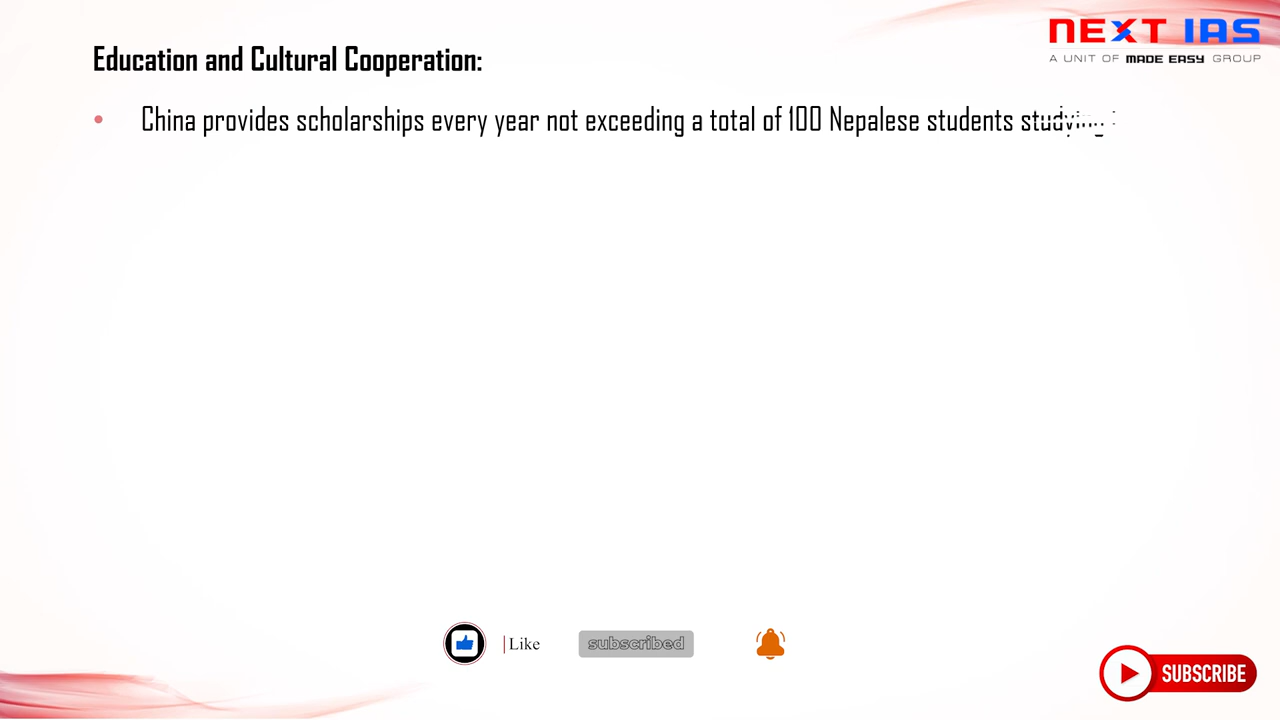 NEXT IAS
A UNIT OF MADE EASY GROUP
Education and Cultural Cooperation:
• China provides scholarships every year not exceeding a total of 100 Nepalese students studying
Like
subscribed
SUBSCRIBE